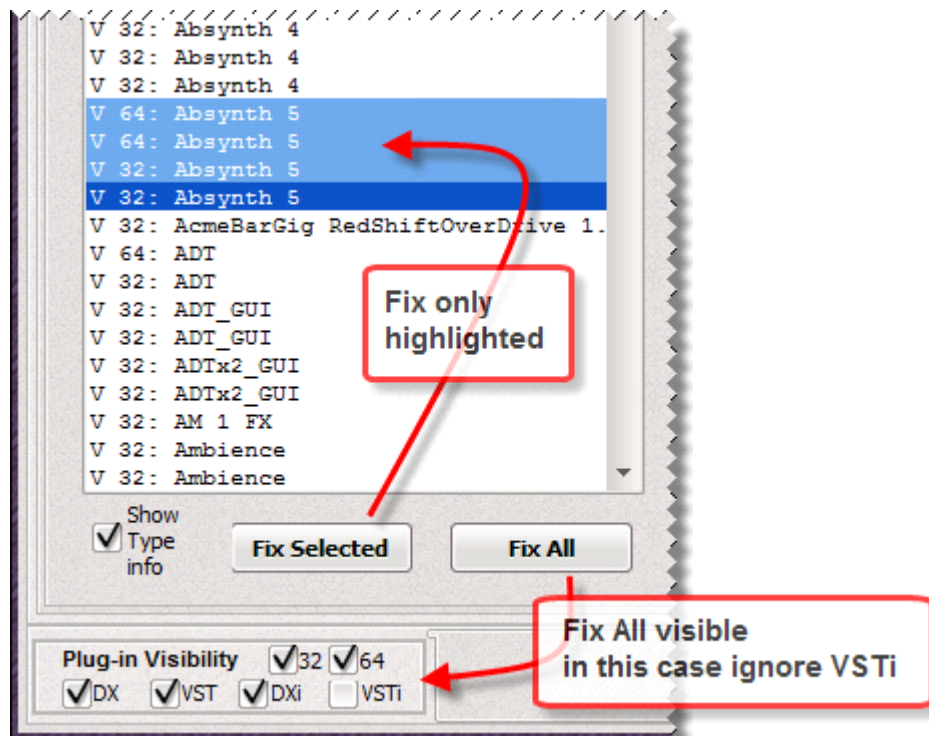 V 32: Absynth 4
V 32: Absynth 4
V 32: Absynth 4
V 64: Absynth 5
V 64: Absynth 5
V 32: Absynth 5
V 32: Absynth 5
V 32: AcmeBarGig RedShiftOverDrive 1.
V 64: ADT
V 32: ADT
V 32: ADT_GUI
V 32: ADT_GUI
V 32: ADTx2_GUI
V 32: ADTx2_GUI
V 32: AM 1 FX
V 32: Ambience
V 32: Ambience
Fix only
highlighted
Show
Type
info
Fix Selected
Fix All
Fix All visible
in this case ignore VSTi
Plug-in Visibility 32 64
DX VST DXi VSTi